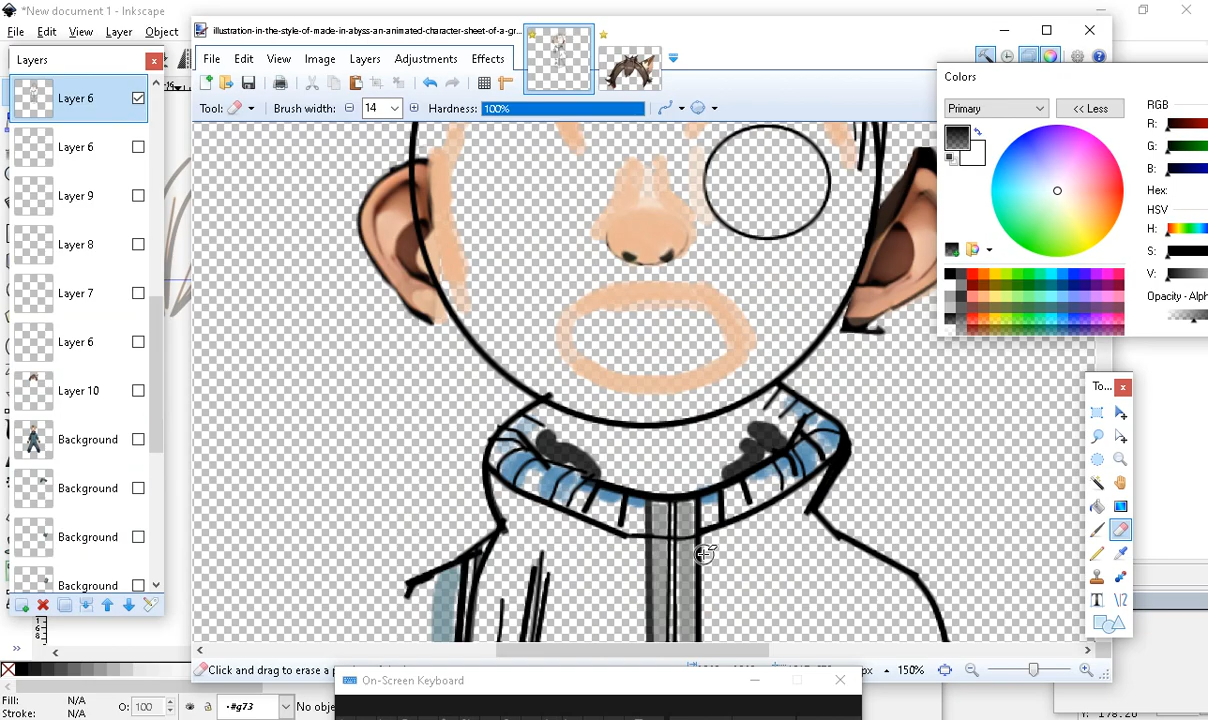 *New document 1 - Inkscape
File Edit View Layer Object
Layers
Layer 6
Layer 6
Layer 9
Layer 8
Layer 7
Layer 6
Layer 10
Background
Background
Background
Background
illustration-in-the-style-of-made-in-abyss-an-animated-character-sheet-of-a-gr...
File Edit View Image Layers Adjustments Effects
Tool: Brush width: 14 Hardness: 100%
Colors
Primary << Less
RGB
R:
G:
B:
Hex:
HSV
H:
S:
V:
Opacity - Alph
To...
Click and drag to erase a p
px 150%
On-Screen Keyboard
Fill: N/A
Stroke: N/A
O: 100
#g73
No obje
Y: 178.20